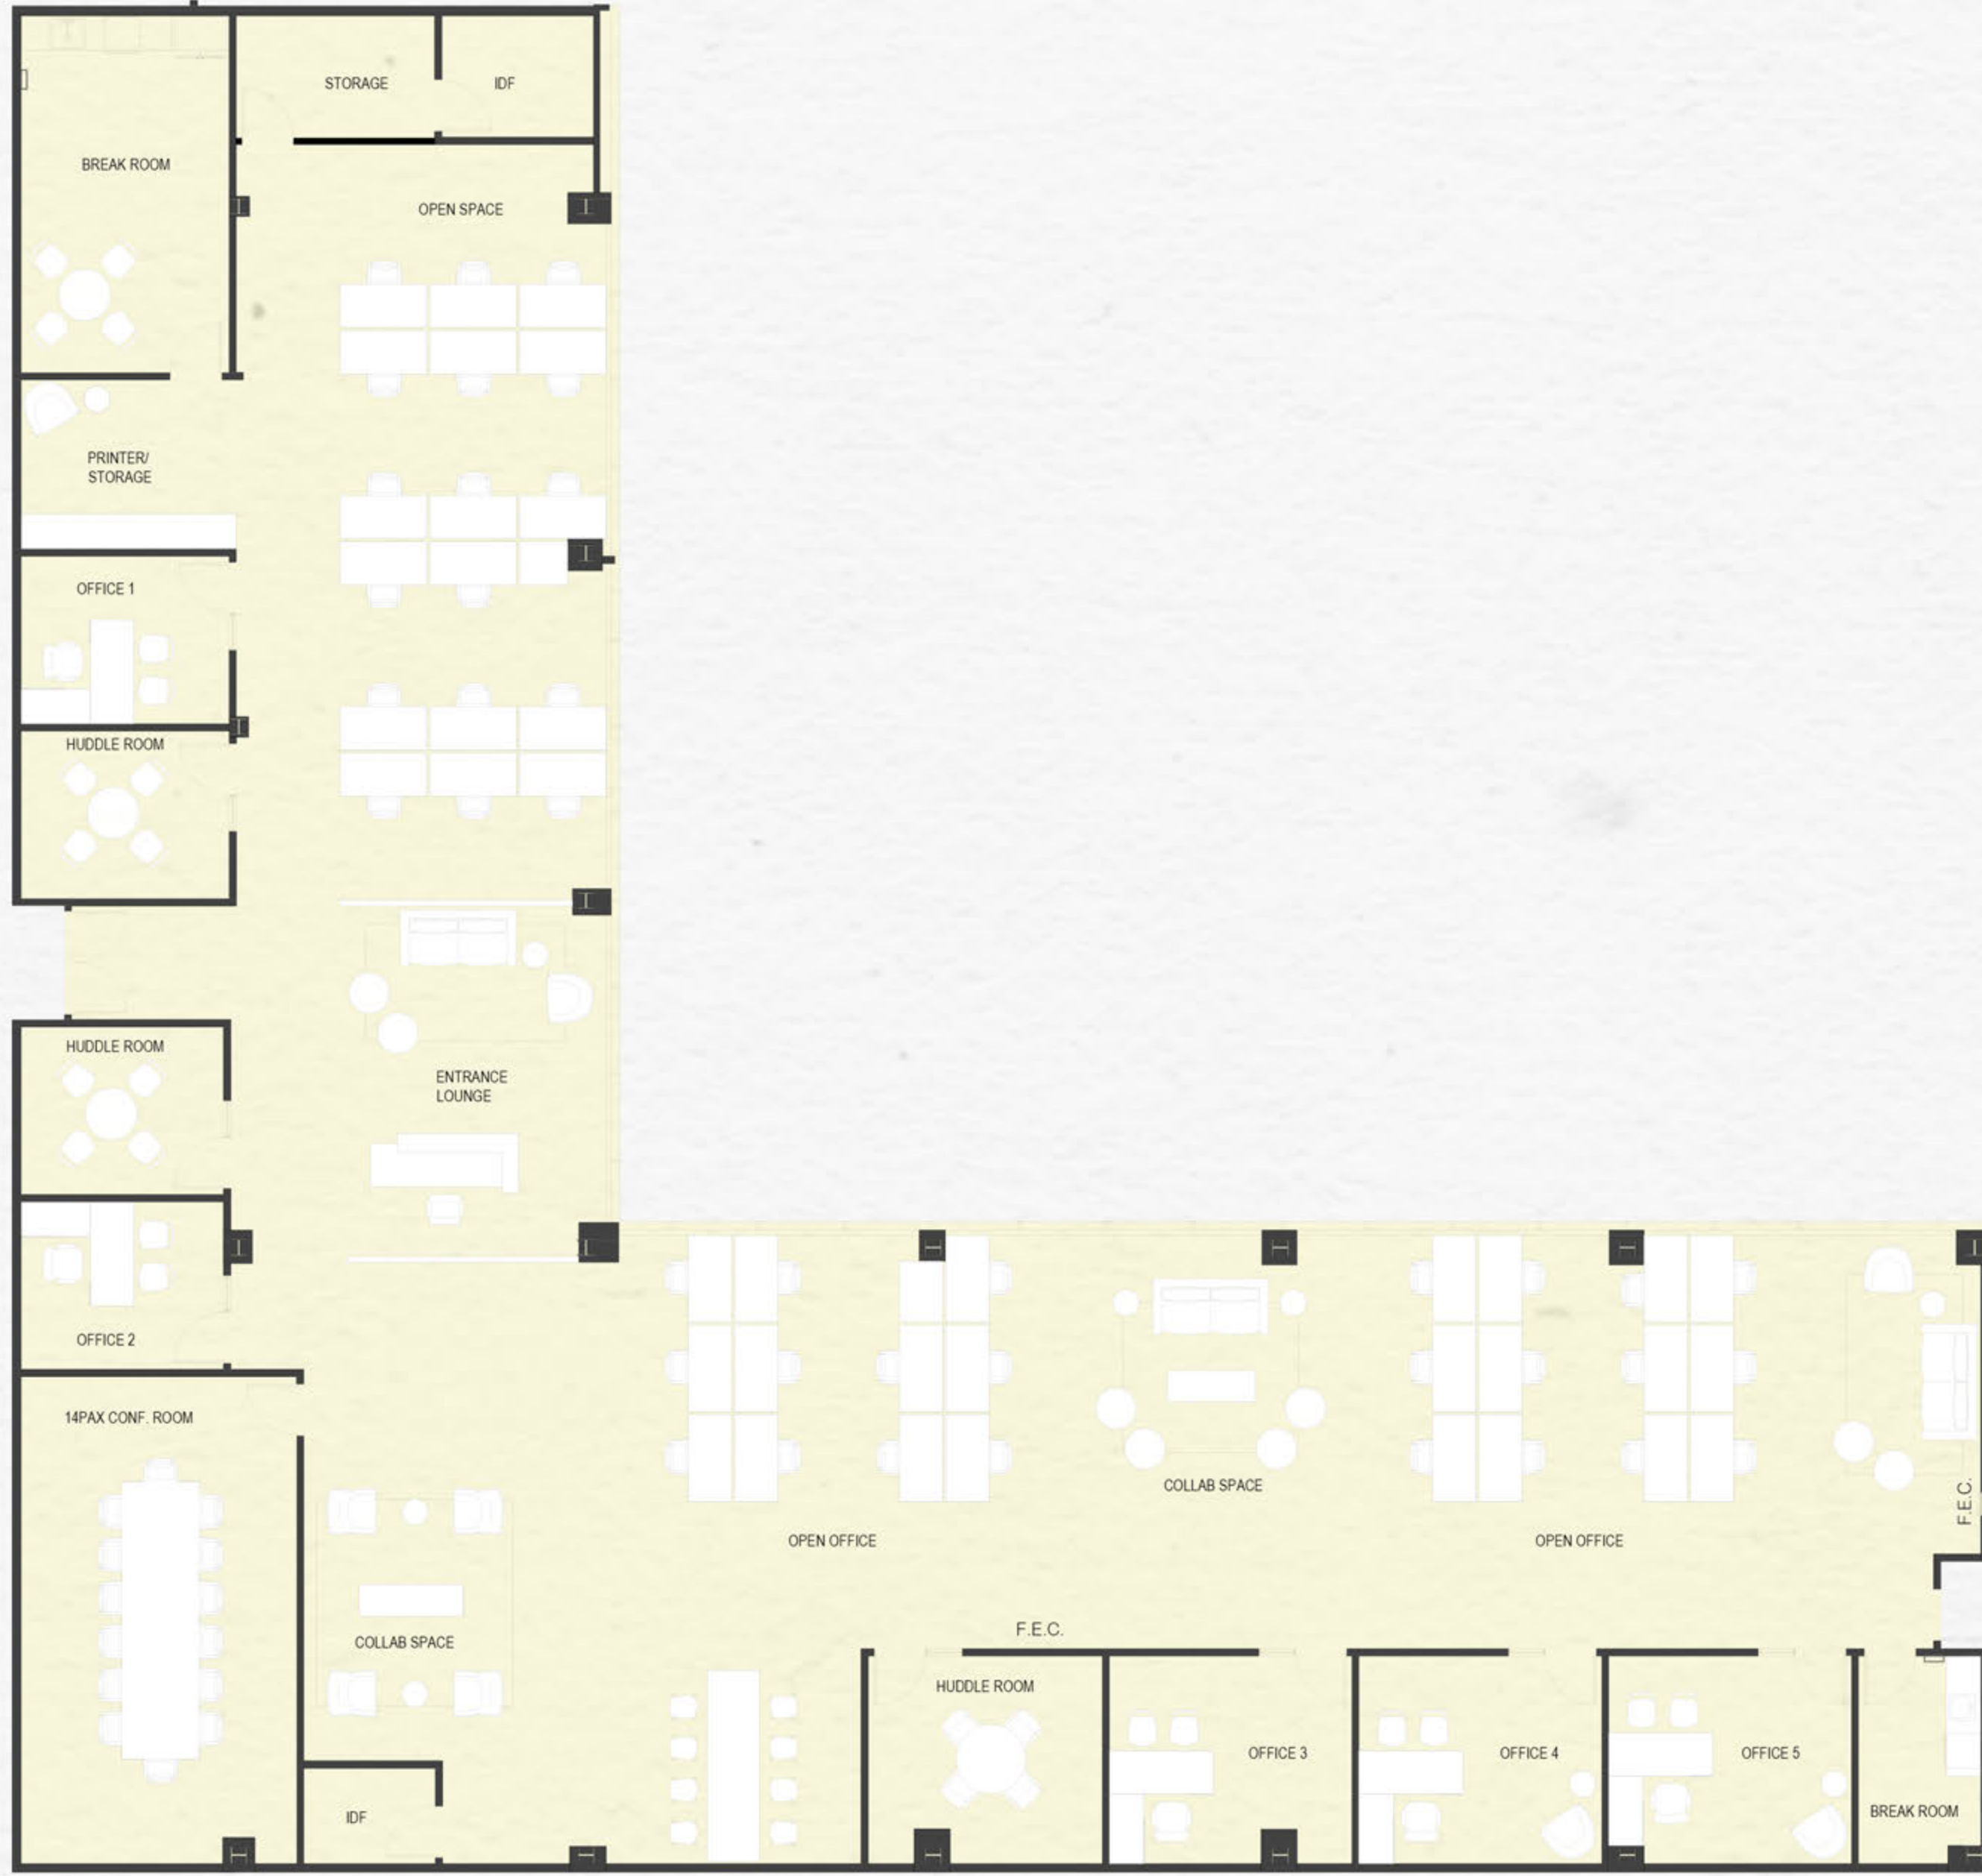 STORAGE
IDF
BREAK ROOM
OPEN SPACE
PRINTER/
STORAGE
OFFICE 1
HUDDLE ROOM
HUDDLE ROOM
ENTRANCE
LOUNGE
OFFICE 2
14PAX CONF. ROOM
COLLAB SPACE
F.E.C.
OPEN OFFICE
OPEN OFFICE
F.E.C.
COLLAB SPACE
HUDDLE ROOM
OFFICE 3
OFFICE 4
OFFICE 5
BREAK ROOM
IDF